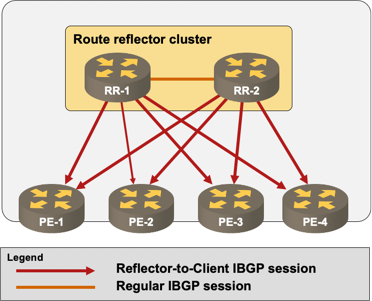 Route reflector cluster
RR-1
RR-2
PE-1
PE-2
PE-3
PE-4
Legend
Reflector-to-Client IBGP session
Regular IBGP session